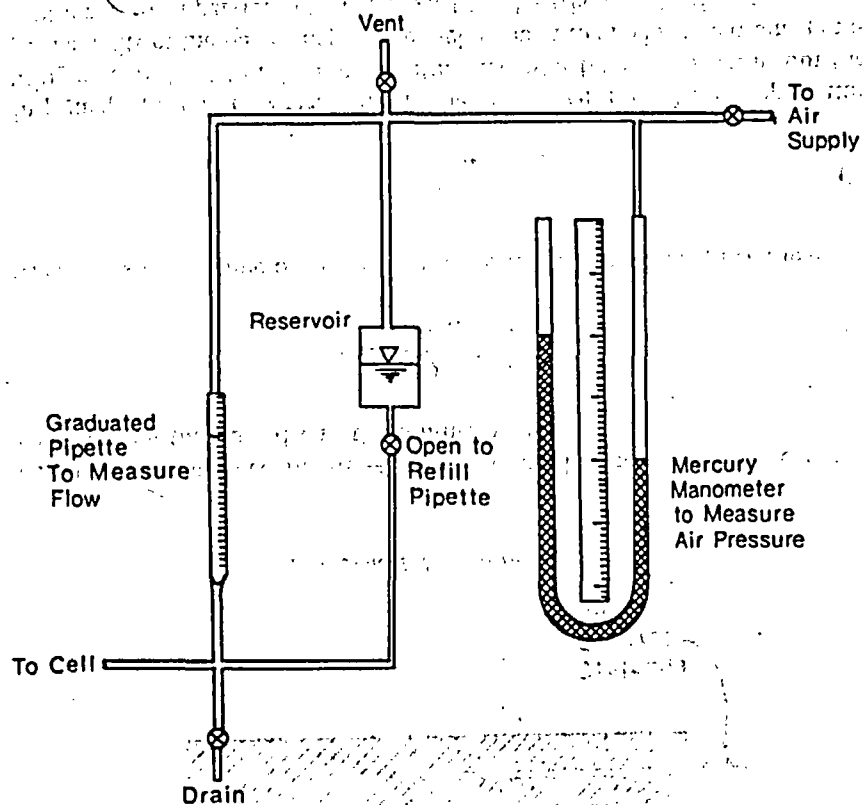 Vent
To
Air
Supply
Reservoir
Graduated
Pipette
To Measure
Flow
Open to
Refill
Pipette
Mercury
Manometer
to Measure
Air Pressure
To Cell
Drain